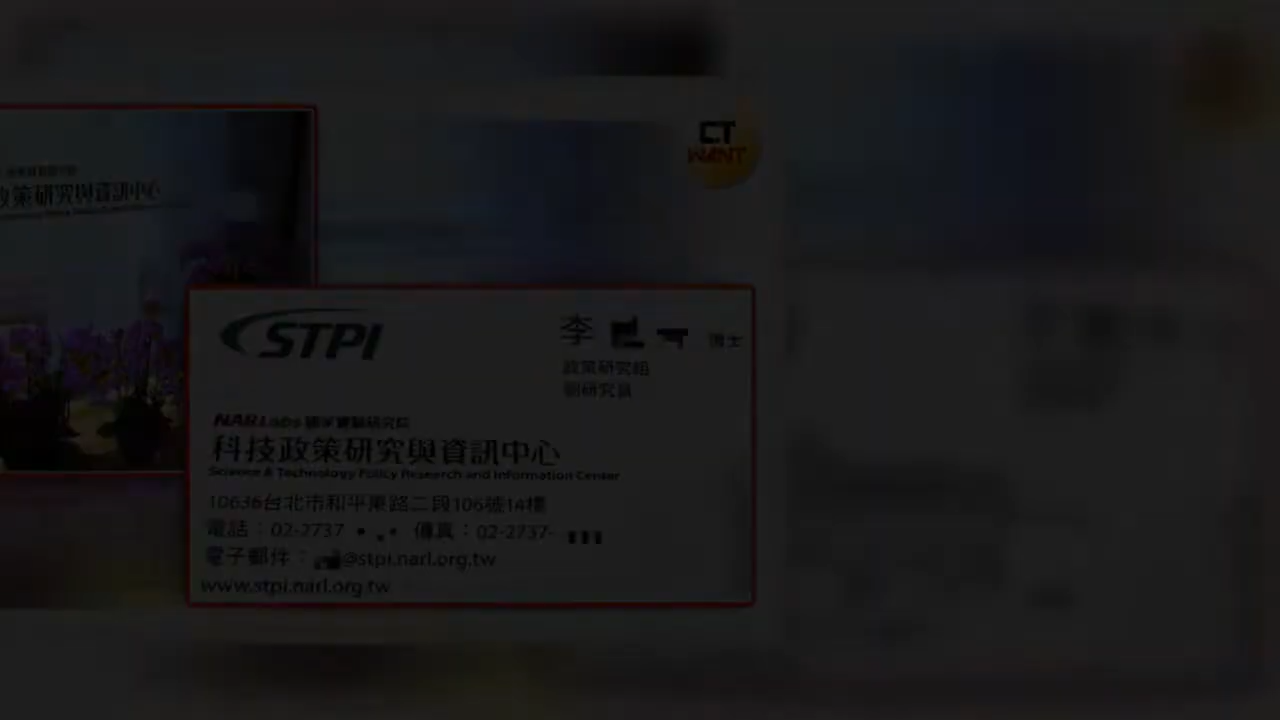 CT
WANT
政策研究與資訊中心
STPI
李 博士
政策研究組
副研究員
NARLabs 國家實驗研究院
科技政策研究與資訊中心
Science & Technology Policy Research and Information Center
10636台北市和平東路二段106號14樓
電話：02-2737 傳真：02-2737-
電子郵件： @stpi.narl.org.tw
www.stpi.narl.org.tw